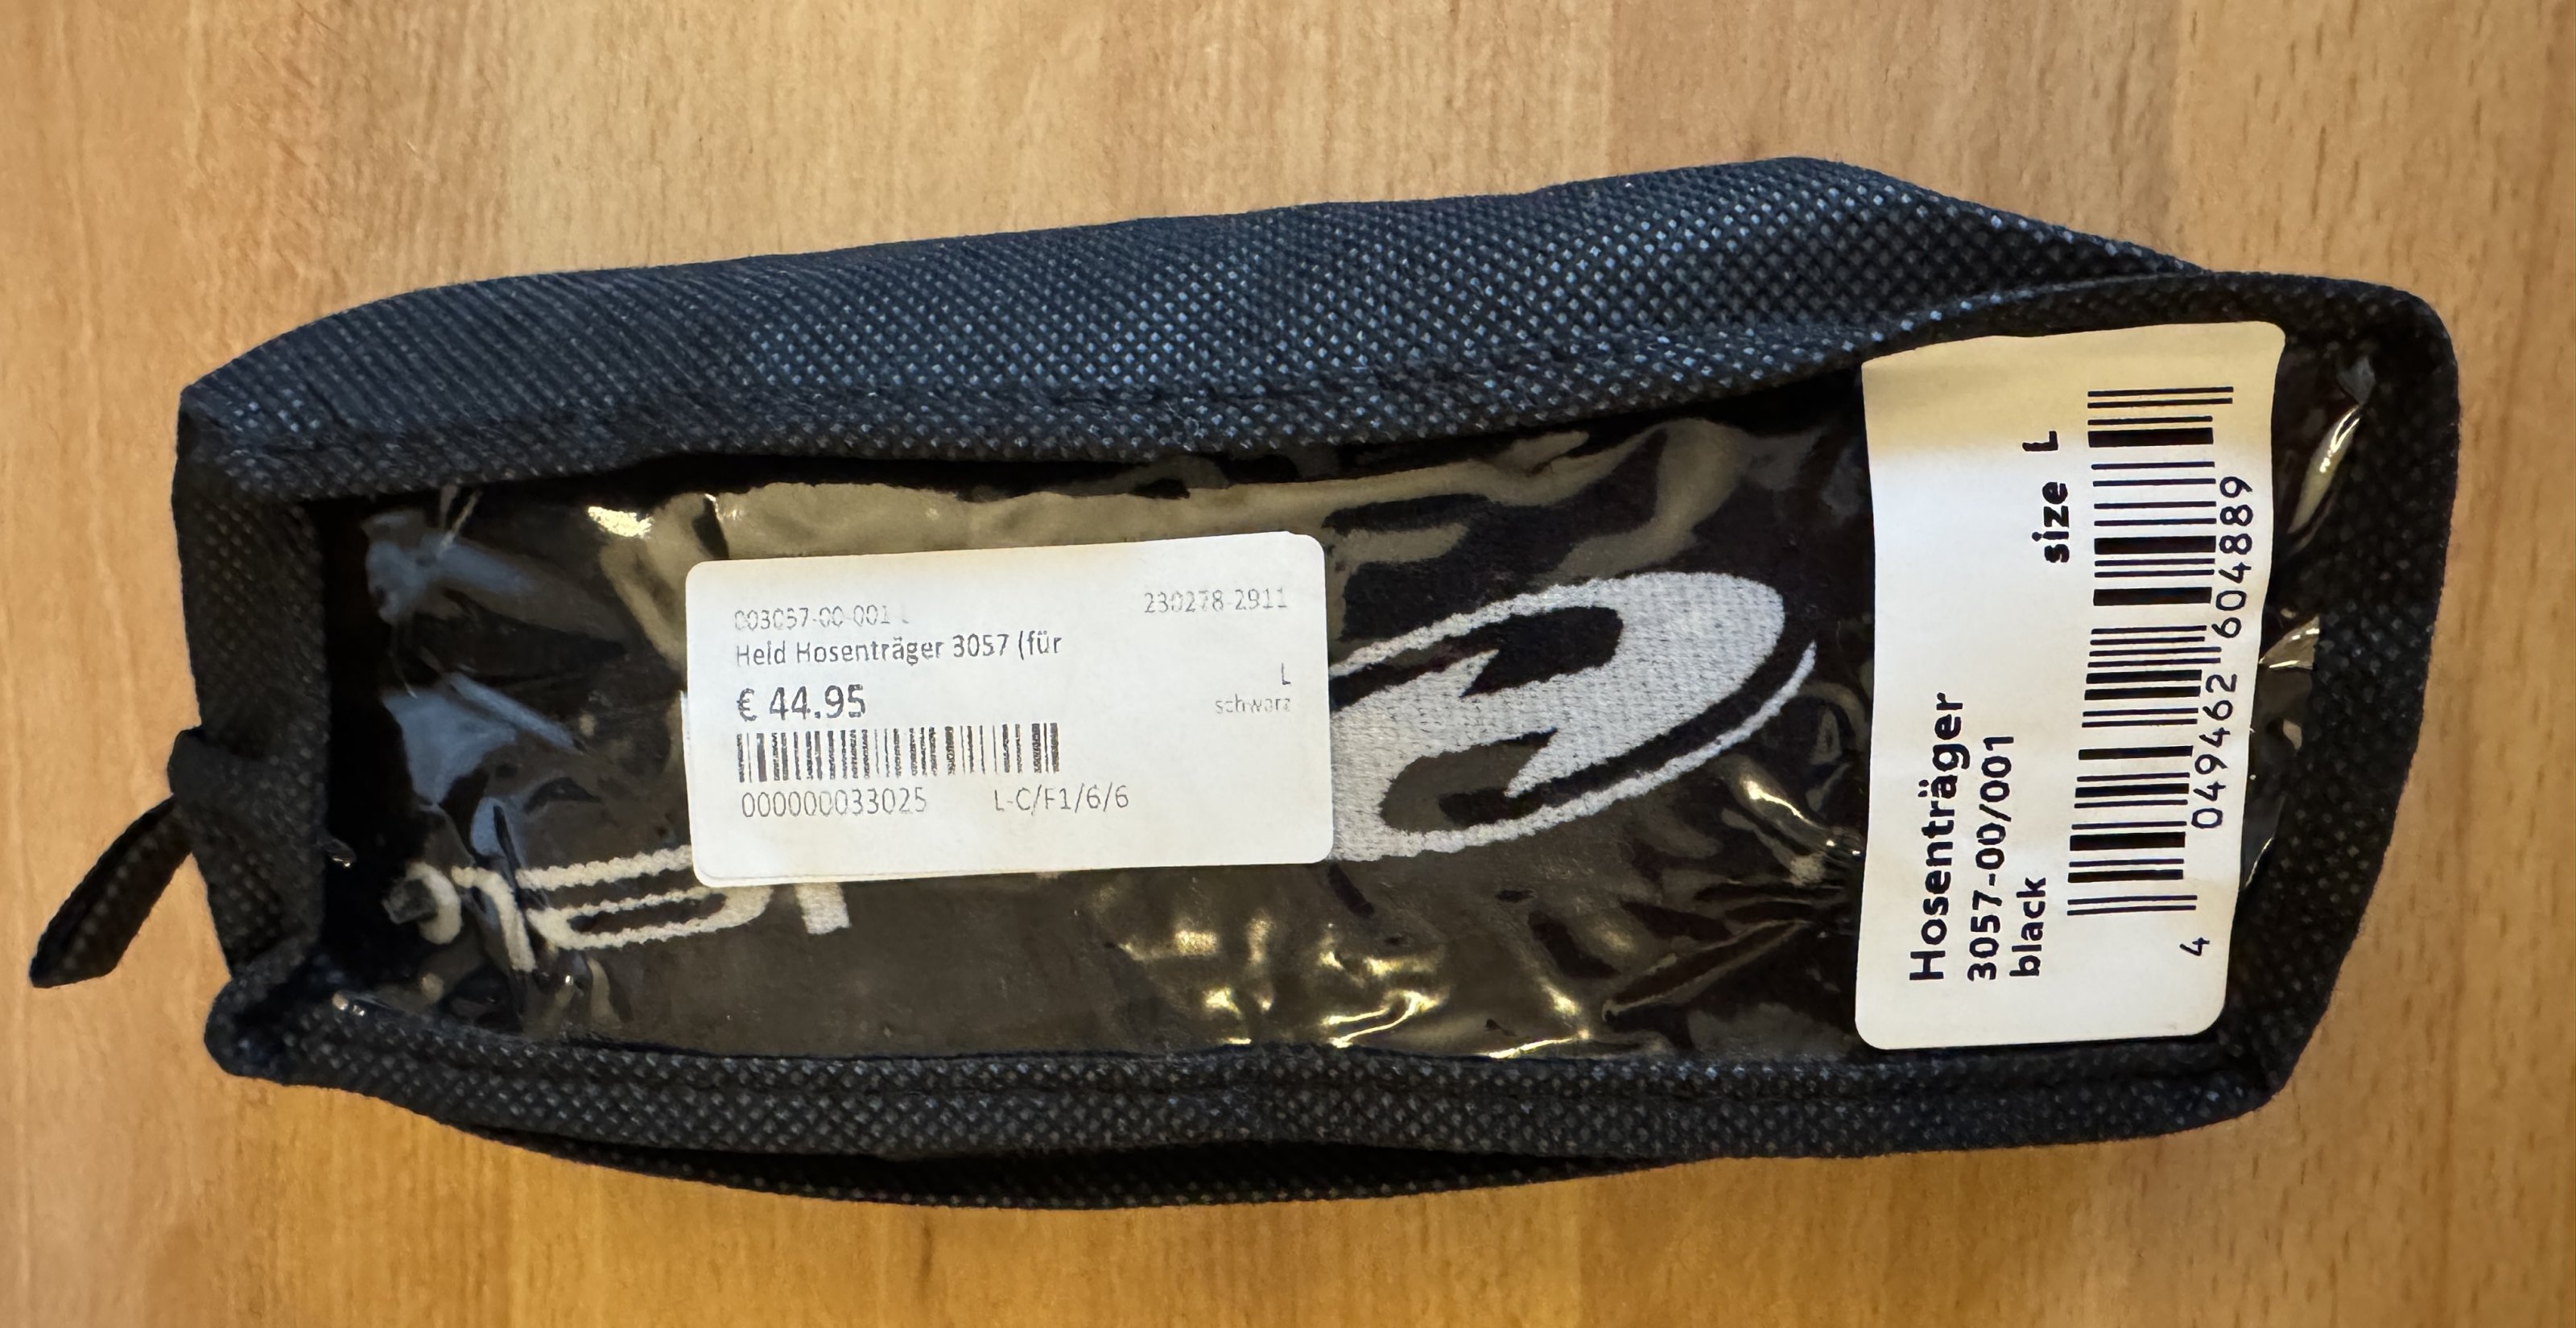 003057-00-001 L
230278-2911
Held Hosenträger 3057 (für
L
€ 44.95
schwarz
000000033025 L-C/F1/6/6
Hosenträger
3057-00/001
black size L
4 049462 604889